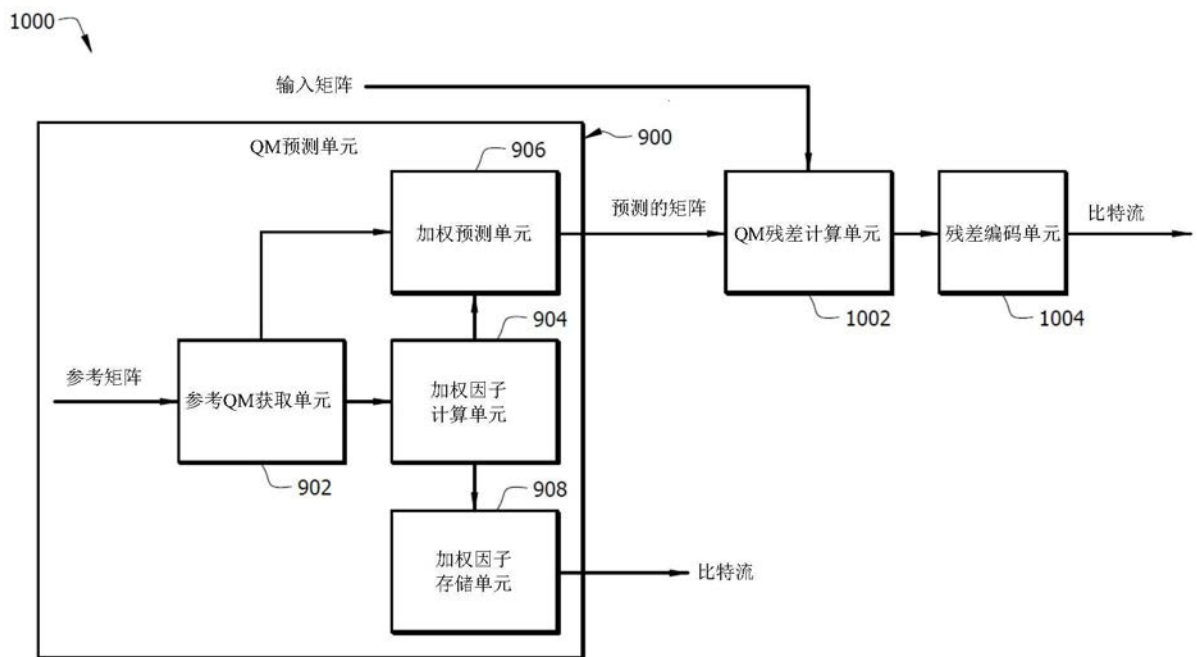 1000
输入矩阵
QM预测单元
900
906
加权预测单元
预测的矩阵
QM残差计算单元
残差编码单元
比特流
1002
1004
904
参考矩阵
参考QM获取单元
加权因子
计算单元
902
908
加权因子
存储单元
比特流